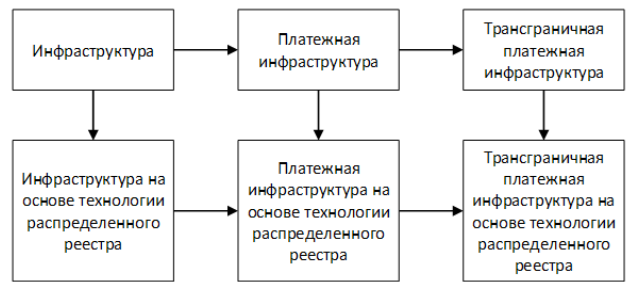 Инфраструктура
Платежная
инфраструктура
Трансграничная
платежная
инфраструктура
Инфраструктура на
основе технологии
распределенного
реестра
Платежная
инфраструктура на
основе технологии
распределенного
реестра
Трансграничная
платежная
инфраструктура на
основе технологии
распределенного
реестра